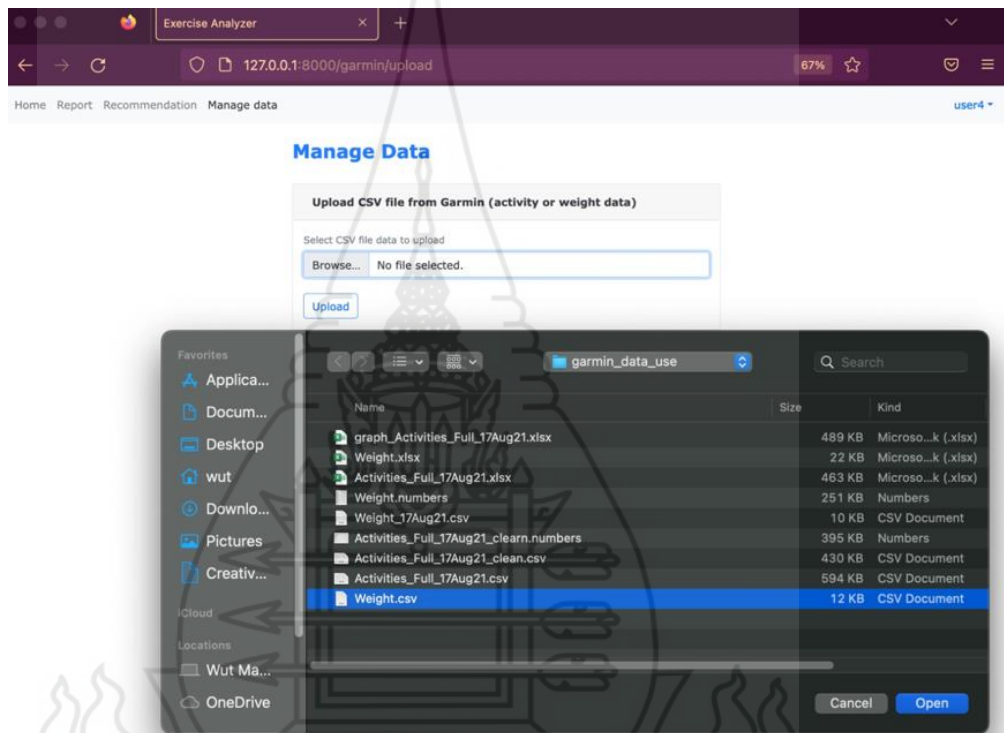 Exercise Analyzer
127.0.0.1:8000/garmin/upload
67%
Home Report Recommendation Manage data
user4
Manage Data
Upload CSV file from Garmin (activity or weight data)
Select CSV file data to upload
Browse... No file selected.
Upload
Favorites
Applica...
Docum...
Desktop
wut
Downlo...
Pictures
Creativ...
iCloud
Locations
Wut Ma...
OneDrive
garmin_data_use
Search
Name Size Kind
graph_Activities_Full_17Aug21.xlsx 489 KB Microso...k (.xlsx)
Weight.xlsx 22 KB Microso...k (.xlsx)
Activities_Full_17Aug21.xlsx 463 KB Microso...k (.xlsx)
Weight.numbers 251 KB Numbers
Weight_17Aug21.csv 10 KB CSV Document
Activities_Full_17Aug21_clearn.numbers 395 KB Numbers
Activities_Full_17Aug21_clean.csv 430 KB CSV Document
Activities_Full_17Aug21.csv 594 KB CSV Document
Weight.csv 12 KB CSV Document
Cancel Open